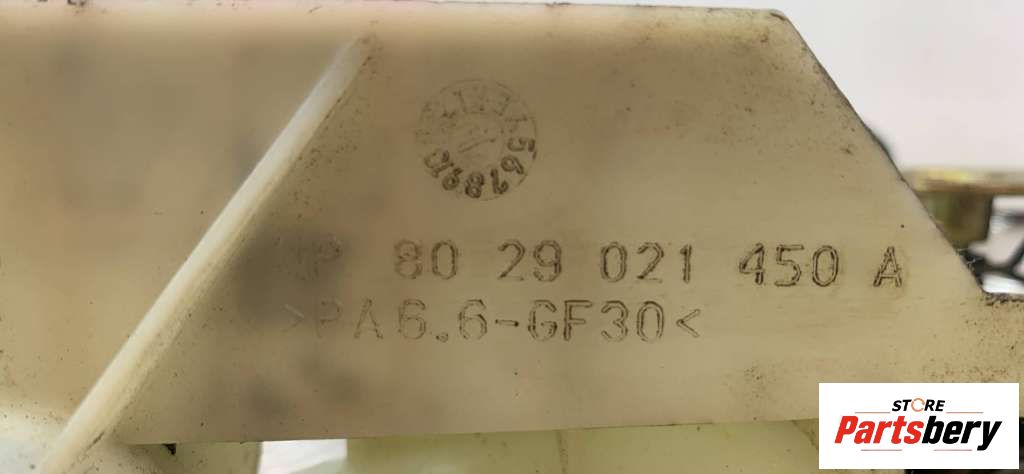 80 29 021 450 A
>PA6.6-GF30<
STORE
Partsbery